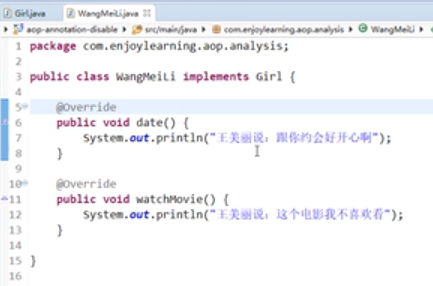 Girl.java WangMeiLi.java
aop-annotation-disable src/main/java com.enjoylearning.aop.analysis WangMeiLi
1 package com.enjoylearning.aop.analysis;
2
3 public class WangMeiLi implements Girl {
4
5 @Override
6 public void date() {
7 System.out.println("王美丽说：跟你约会好开心啊");
8 }
9
10 @Override
11 public void watchMovie() {
12 System.out.println("王美丽说：这个电影我不喜欢看");
13 }
14
15 }
16